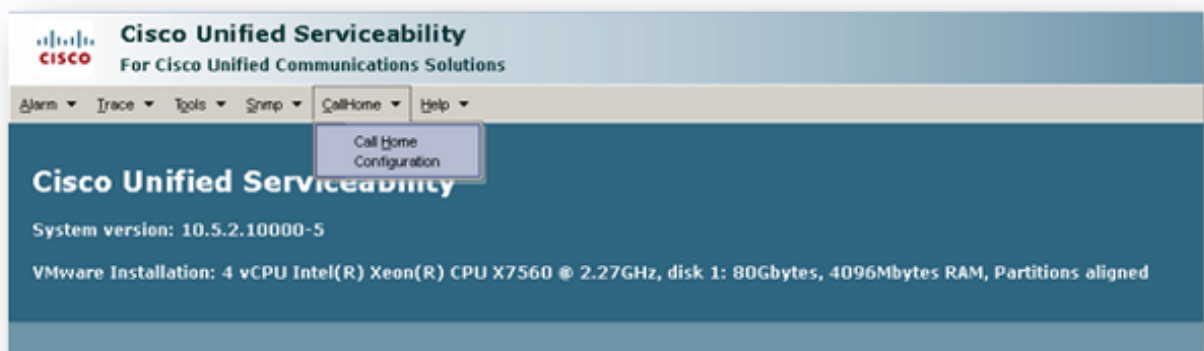 CISCO
Cisco Unified Serviceability
For Cisco Unified Communications Solutions
Alarm Trace Tools Snmp CallHome Help
Call Home
Configuration
Cisco Unified Serviceability
System version: 10.5.2.10000-5
VMware Installation: 4 vCPU Intel(R) Xeon(R) CPU X7560 @ 2.27GHz, disk 1: 80Gbytes, 4096Mbytes RAM, Partitions aligned